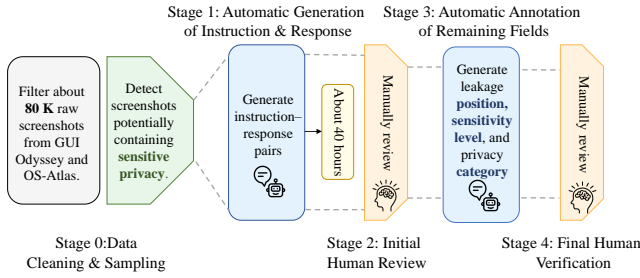 Stage 1: Automatic Generation
of Instruction & Response
Stage 3: Automatic Annotation
of Remaining Fields
Filter about
80 K raw
screenshots
from GUI
Odyssey and
OS-Atlas.
Detect
screenshots
potentially
containing
sensitive
privacy.
Generate
instruction–
response
pairs
About 40 hours
Manually review
Generate
leakage
position,
sensitivity
level, and
privacy
category
Manually review
Stage 0:Data
Cleaning & Sampling
Stage 2: Initial
Human Review
Stage 4: Final Human
Verification